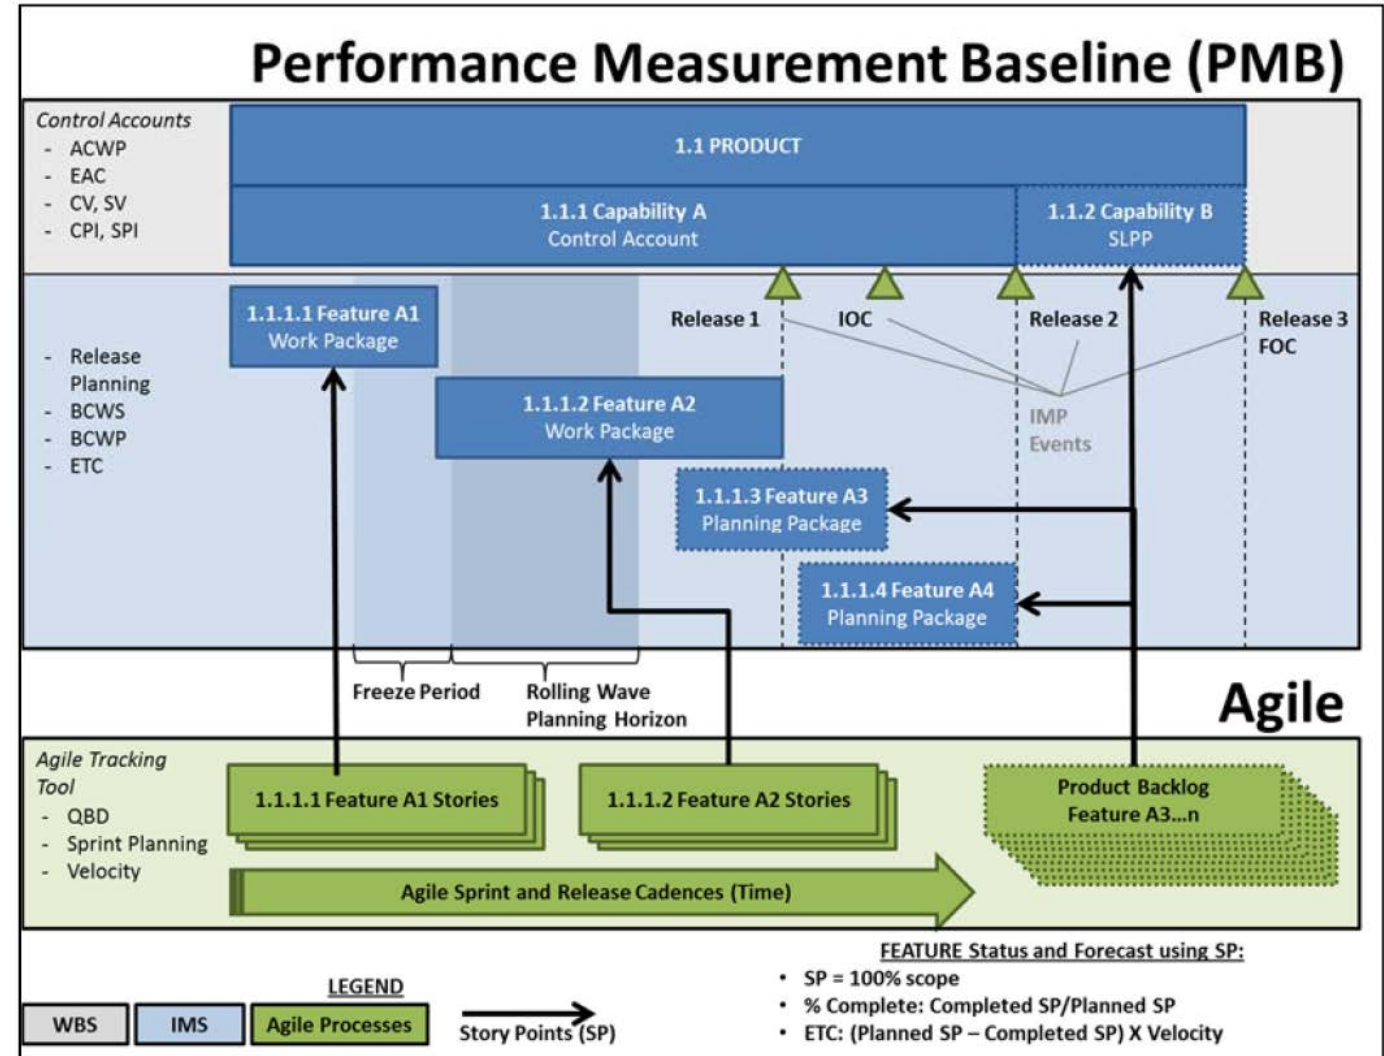 Performance Measurement Baseline (PMB)
Control Accounts
- ACWP
- EAC
- CV, SV
- CPI, SPI
1.1 PRODUCT
1.1.1 Capability A
Control Account
1.1.2 Capability B
SLPP
- Release
Planning
- BCWS
- BCWP
- ETC
1.1.1.1 Feature A1
Work Package
1.1.1.2 Feature A2
Work Package
1.1.1.3 Feature A3
Planning Package
1.1.1.4 Feature A4
Planning Package
Release 1
IOC
Release 2
Release 3
FOC
IMP
Events
Freeze Period
Rolling Wave
Planning Horizon
Agile
Agile Tracking
Tool
- QBD
- Sprint Planning
- Velocity
1.1.1.1 Feature A1 Stories
1.1.1.2 Feature A2 Stories
Product Backlog
Feature A3...n
Agile Sprint and Release Cadences (Time)
LEGEND
WBS
IMS
Agile Processes
Story Points (SP)
FEATURE Status and Forecast using SP:
• SP = 100% scope
• % Complete: Completed SP/Planned SP
• ETC: (Planned SP – Completed SP) X Velocity